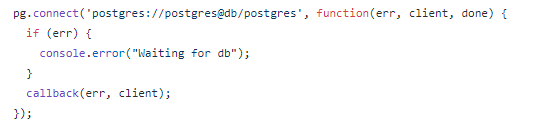 pg.connect('postgres://postgres@db/postgres', function(err, client, done) {
  if (err) {
    console.error("Waiting for db");
  }
  callback(err, client);
});